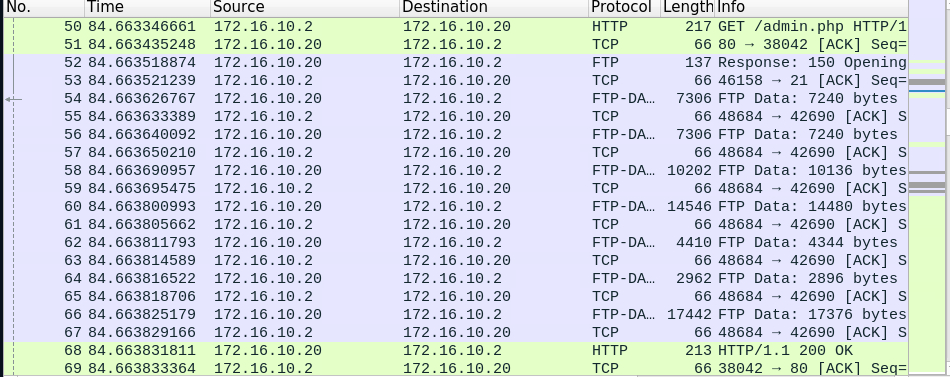 No. Time Source Destination Protocol Length Info
50 84.663346661 172.16.10.2 172.16.10.20 HTTP 217 GET /admin.php HTTP/1
51 84.663435248 172.16.10.20 172.16.10.2 TCP 66 80 → 38042 [ACK] Seq=
52 84.663518874 172.16.10.20 172.16.10.2 FTP 137 Response: 150 Opening
53 84.663521239 172.16.10.2 172.16.10.20 TCP 66 46158 → 21 [ACK] Seq=
54 84.663626767 172.16.10.20 172.16.10.2 FTP-DA… 7306 FTP Data: 7240 bytes
55 84.663633389 172.16.10.2 172.16.10.20 TCP 66 48684 → 42690 [ACK] S
56 84.663640092 172.16.10.20 172.16.10.2 FTP-DA… 7306 FTP Data: 7240 bytes
57 84.663650210 172.16.10.2 172.16.10.20 TCP 66 48684 → 42690 [ACK] S
58 84.663690957 172.16.10.20 172.16.10.2 FTP-DA… 10202 FTP Data: 10136 bytes
59 84.663695475 172.16.10.2 172.16.10.20 TCP 66 48684 → 42690 [ACK] S
60 84.663800993 172.16.10.20 172.16.10.2 FTP-DA… 14546 FTP Data: 14480 bytes
61 84.663805662 172.16.10.2 172.16.10.20 TCP 66 48684 → 42690 [ACK] S
62 84.663811793 172.16.10.20 172.16.10.2 FTP-DA… 4410 FTP Data: 4344 bytes
63 84.663814589 172.16.10.2 172.16.10.20 TCP 66 48684 → 42690 [ACK] S
64 84.663816522 172.16.10.20 172.16.10.2 FTP-DA… 2962 FTP Data: 2896 bytes
65 84.663818706 172.16.10.2 172.16.10.20 TCP 66 48684 → 42690 [ACK] S
66 84.663825179 172.16.10.20 172.16.10.2 FTP-DA… 17442 FTP Data: 17376 bytes
67 84.663829166 172.16.10.2 172.16.10.20 TCP 66 48684 → 42690 [ACK] S
68 84.663831811 172.16.10.20 172.16.10.2 HTTP 213 HTTP/1.1 200 OK
69 84.663833364 172.16.10.2 172.16.10.20 TCP 66 38042 → 80 [ACK] Seq=